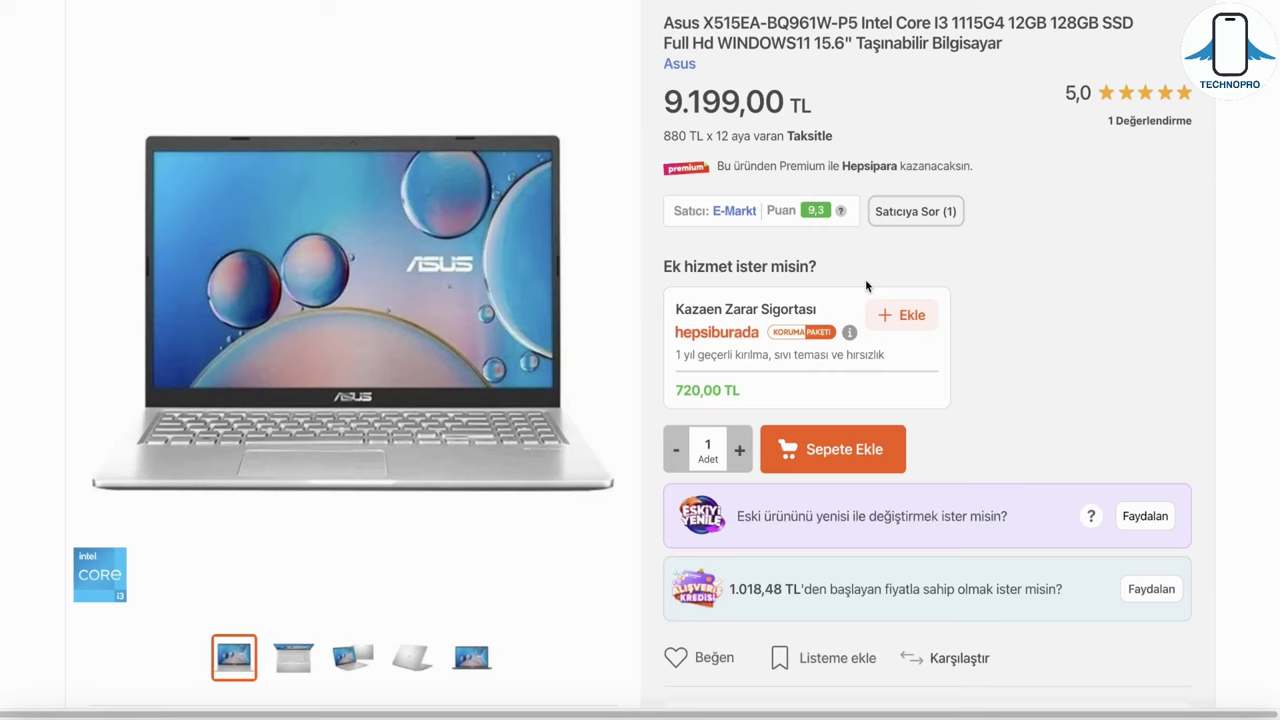 Asus X515EA-BQ961W-P5 Intel Core I3 1115G4 12GB 128GB SSD
Full Hd WINDOWS11 15.6" Taşınabilir Bilgisayar
Asus
9.199,00 TL
5,0
1 Değerlendirme
TECHNOPRO
880 TL x 12 aya varan Taksitle
premium
Bu üründen Premium ile Hepsipara kazanacaksın.
Satıcı: E-Markt Puan 9,3 ?
Satıcıya Sor (1)
Ek hizmet ister misin?
Kazaen Zarar Sigortası
+ Ekle
hepsiburada KORUMA PAKETİ i
1 yıl geçerli kırılma, sıvı teması ve hırsızlık
720,00 TL
- 1 +
Adet
Sepete Ekle
ESKİYİ YENİLE
Eski ürününü yenisi ile değiştirmek ister misin?
?
Faydalan
ALIŞVERİŞ KREDİSİ
1.018,48 TL'den başlayan fiyatla sahip olmak ister misin?
Faydalan
Beğen
Listeme ekle
Karşılaştır
ASUS
ASUS
intel
CORE
i3